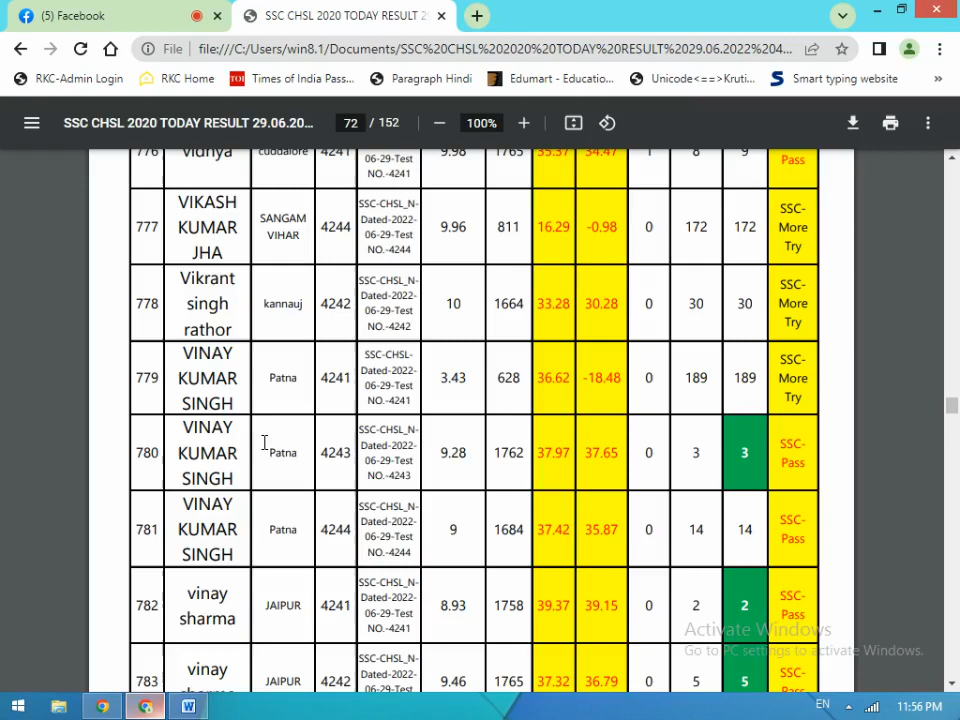 (5) Facebook
SSC CHSL 2020 TODAY RESULT 29
File
file:///C:/Users/win8.1/Documents/SSC%20CHSL%202020%20TODAY%20RESULT%2029.06.2022%204...
RKC-Admin Login
RKC Home
TOI
Times of India Pass...
Paragraph Hindi
Edumart - Educatio...
Unicode<==>Kruti...
S
Smart typing website
»
SSC CHSL 2020 TODAY RESULT 29.06.20...
72 / 152
100%
776 vidhya cuddalore 4241 06-29-Test NO.-4241 9.98 1765 35.37 34.47 1 8 9 Pass
777 VIKASH KUMAR JHA SANGAM VIHAR 4244 SSC-CHSL_N-Dated-2022-06-29-Test NO.-4244 9.96 811 16.29 -0.98 0 172 172 SSC-More Try
778 Vikrant singh rathor kannauj 4242 SSC-CHSL_N-Dated-2022-06-29-Test NO.-4242 10 1664 33.28 30.28 0 30 30 SSC-More Try
779 VINAY KUMAR SINGH Patna 4241 SSC-CHSL-Dated-2022-06-29-Test NO.-4241 3.43 628 36.62 -18.48 0 189 189 SSC-More Try
780 VINAY KUMAR SINGH Patna 4243 SSC-CHSL_N-Dated-2022-06-29-Test NO.-4243 9.28 1762 37.97 37.65 0 3 3 SSC-Pass
781 VINAY KUMAR SINGH Patna 4244 SSC-CHSL_N-Dated-2022-06-29-Test NO.-4244 9 1684 37.42 35.87 0 14 14 SSC-Pass
782 vinay sharma JAIPUR 4241 SSC-CHSL_N-Dated-2022-06-29-Test NO.-4241 8.93 1758 39.37 39.15 0 2 2 SSC-Pass
783 vinay sharma JAIPUR 4242 SSC-CHSL_N-Dated-2022- 9.46 1765 37.32 36.79 0 5 5 SSC-Pass
Activate Windows
Go to PC settings to activate Windows.
EN
11:56 PM